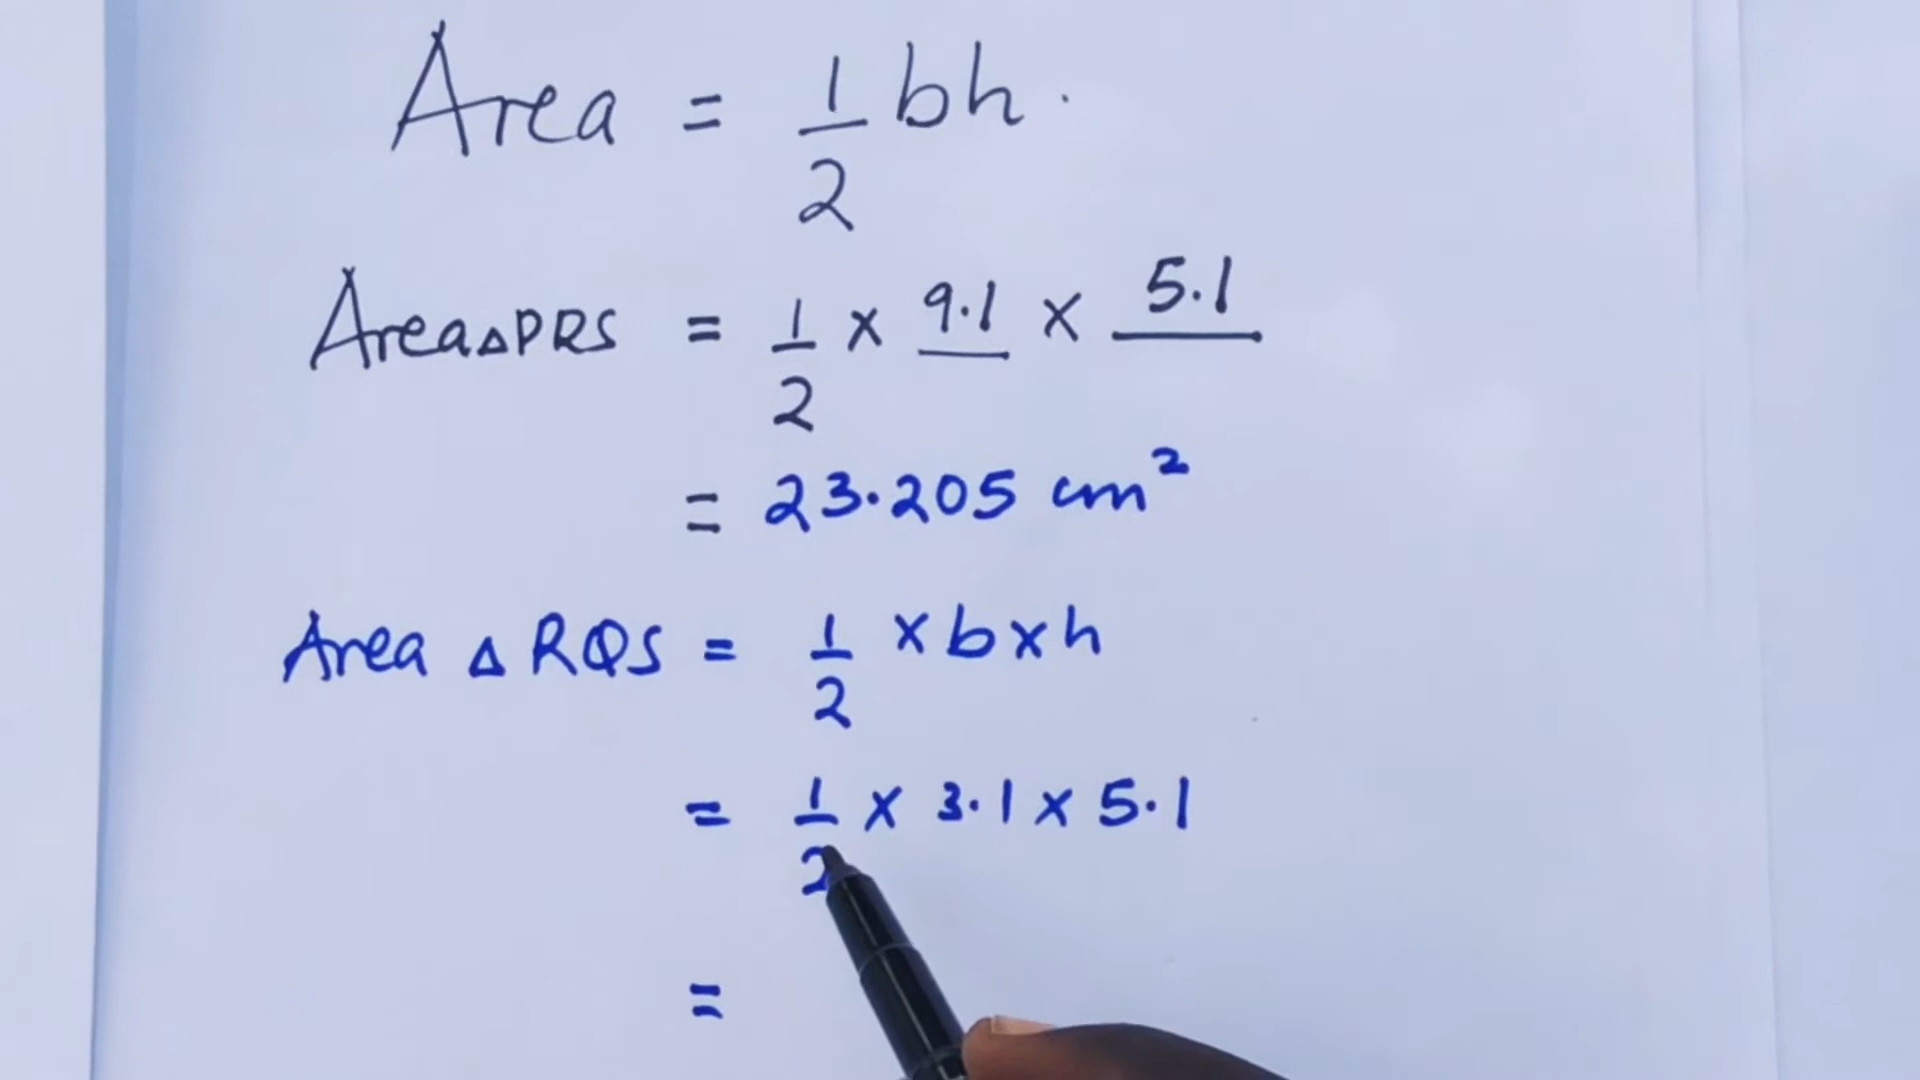 Area = 1/2 bh.
Area△PRS = 1/2 × 9.1 × 5.1
= 23.205 cm²
Area △ RQS = 1/2 × b × h
= 1/2 × 3.1 × 5.1
=